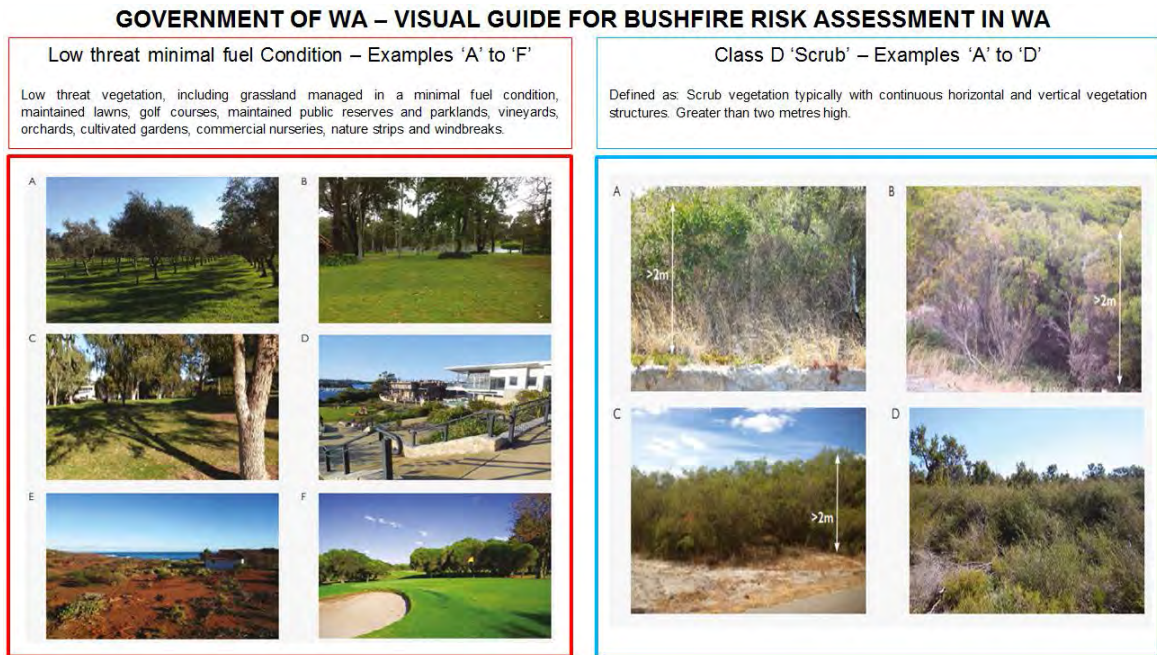 GOVERNMENT OF WA – VISUAL GUIDE FOR BUSHFIRE RISK ASSESSMENT IN WA
Low threat minimal fuel Condition – Examples ‘A’ to ‘F’
Low threat vegetation, including grassland managed in a minimal fuel condition,
maintained lawns, golf courses, maintained public reserves and parklands, vineyards,
orchards, cultivated gardens, commercial nurseries, nature strips and windbreaks.
A
B
C
D
E
F
Class D ‘Scrub’ – Examples ‘A’ to ‘D’
Defined as: Scrub vegetation typically with continuous horizontal and vertical vegetation
structures. Greater than two metres high.
A
>2m
B
>2m
C
>2m
D